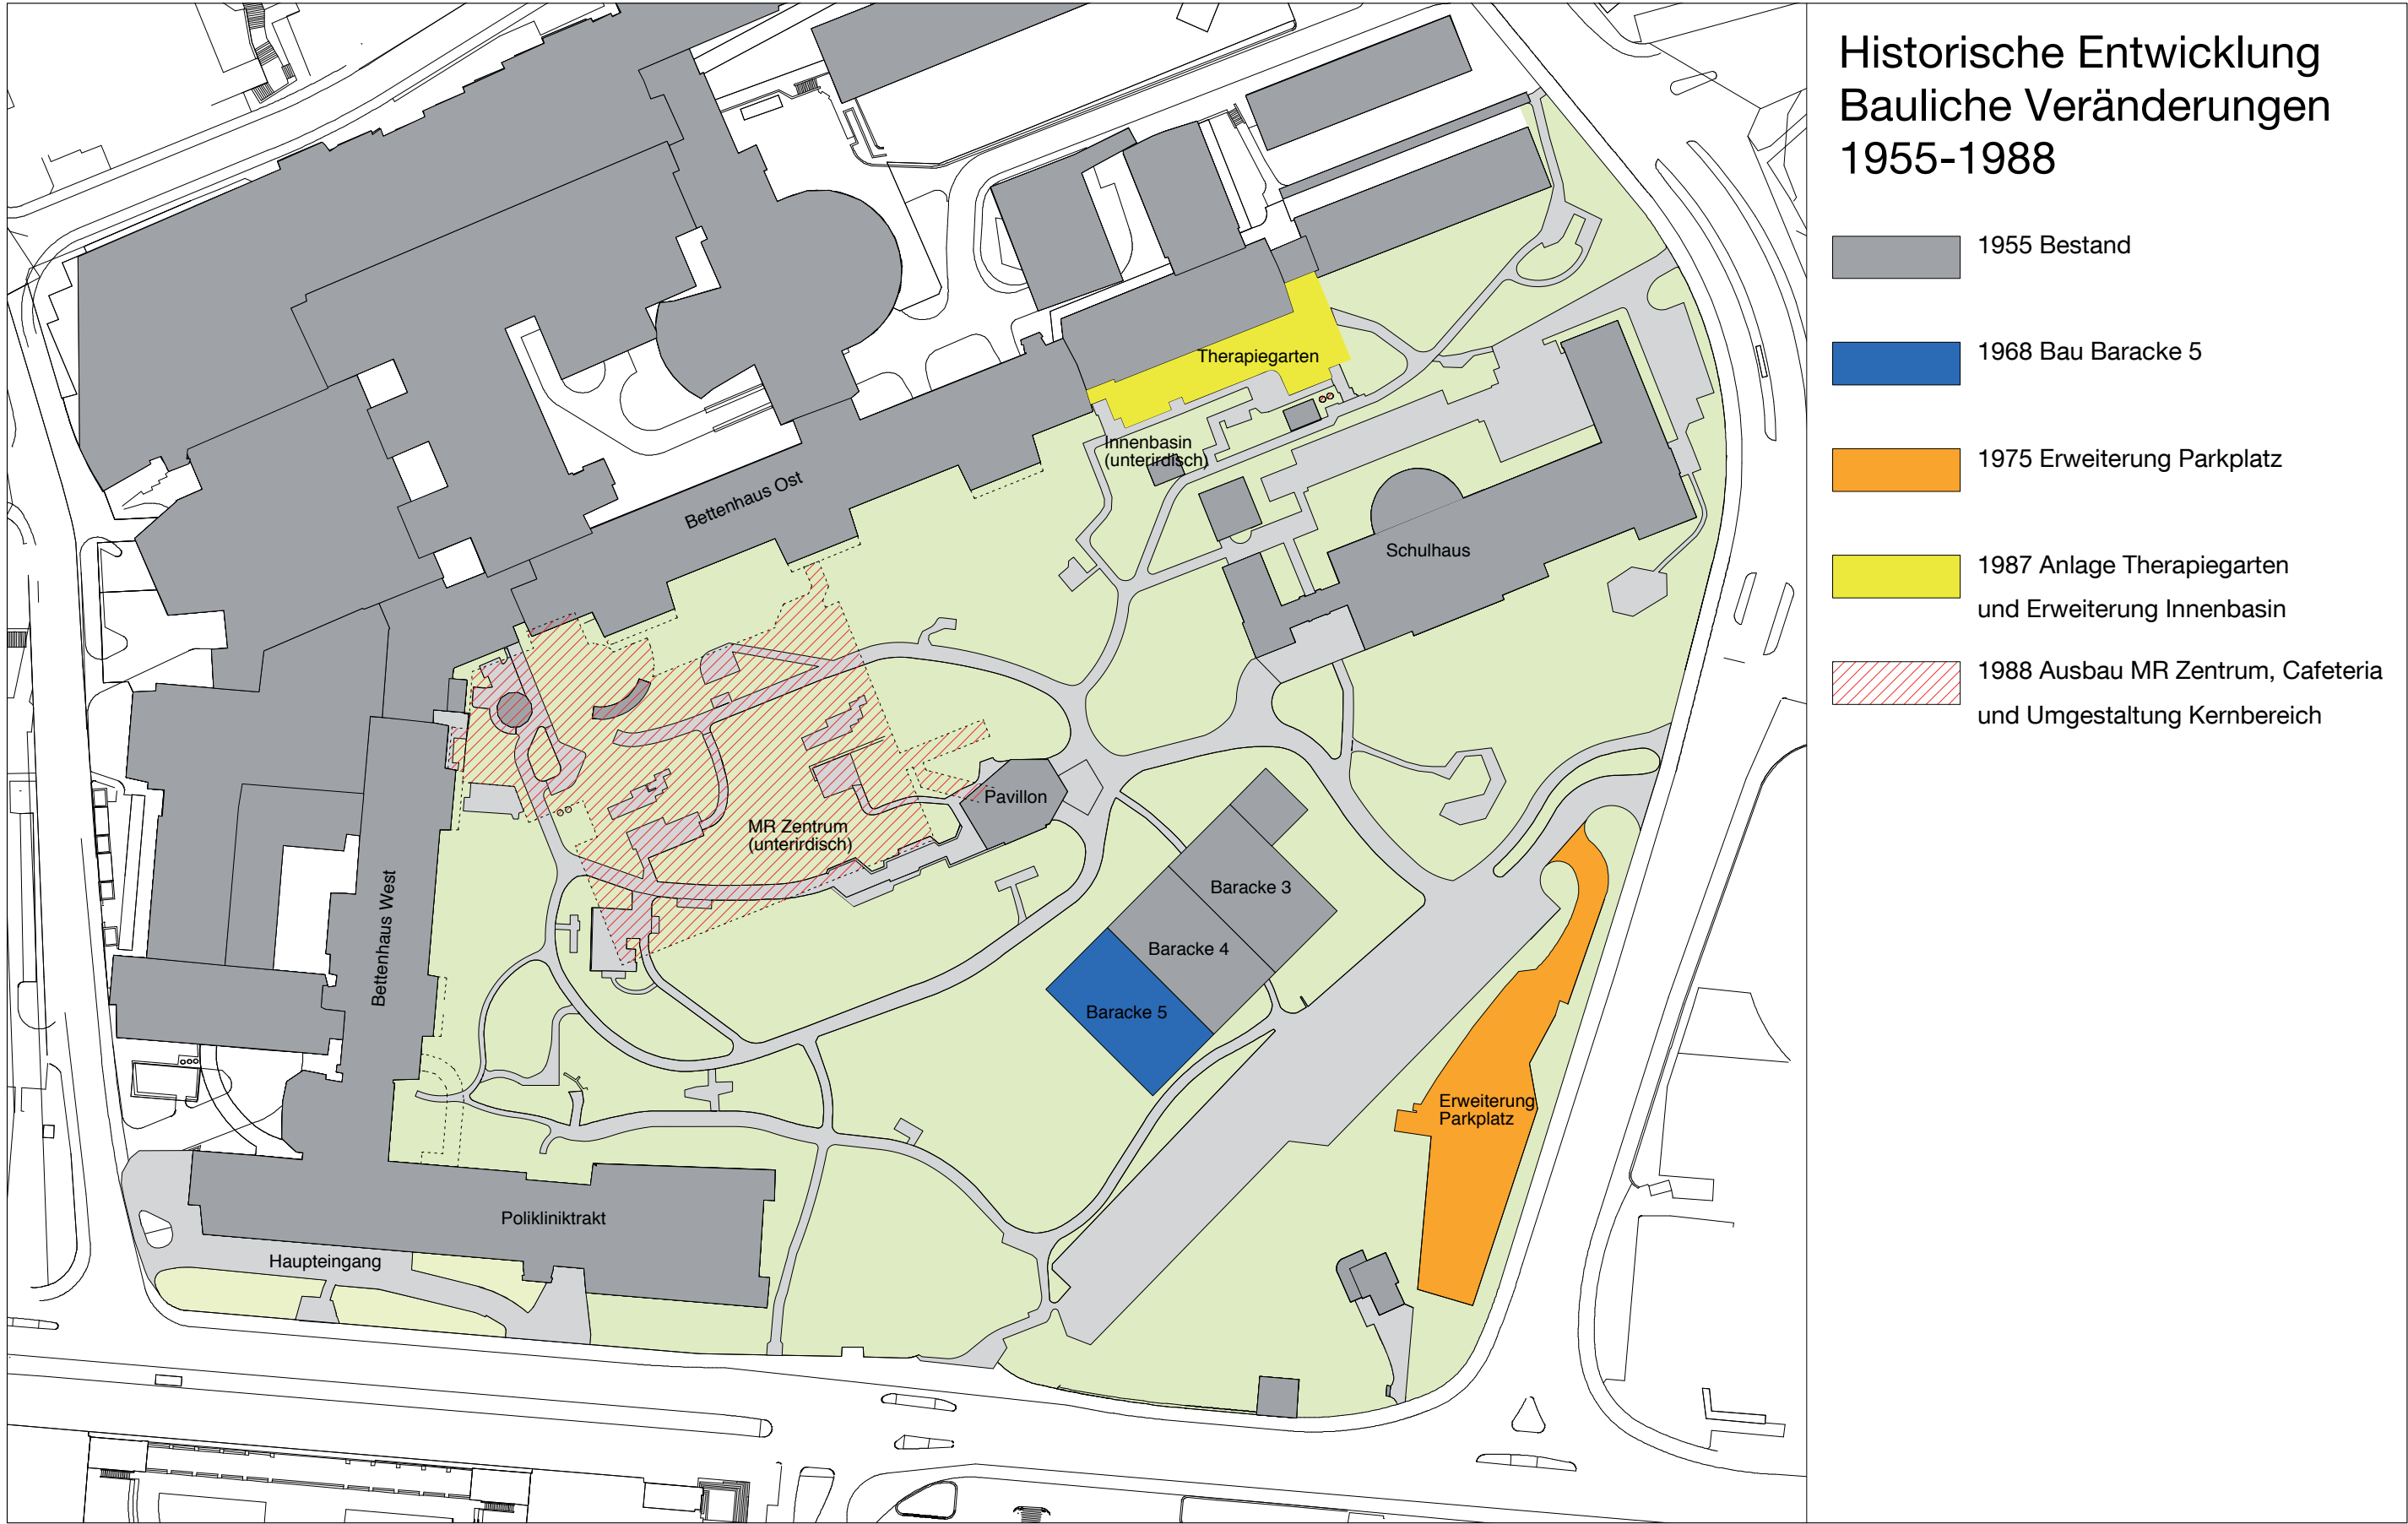 Historische Entwicklung
Bauliche Veränderungen
1955-1988
1955 Bestand
1968 Bau Baracke 5
1975 Erweiterung Parkplatz
1987 Anlage Therapiegarten
und Erweiterung Innenbasin
1988 Ausbau MR Zentrum, Cafeteria
und Umgestaltung Kernbereich
Therapiegarten
Innenbasin
(unterirdisch)
Bettenhaus Ost
Schulhaus
Pavillon
MR Zentrum
(unterirdisch)
Baracke 3
Baracke 4
Baracke 5
Bettenhaus West
Erweiterung
Parkplatz
Polikliniktrakt
Haupteingang